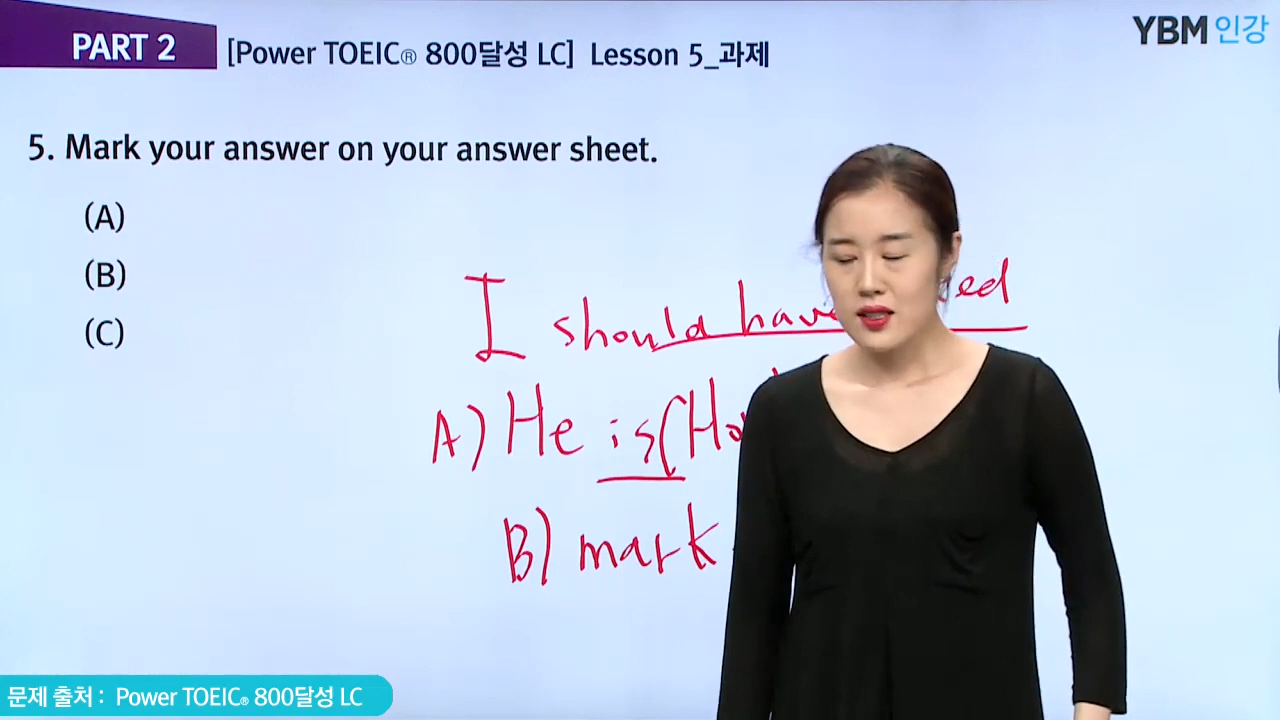 PART 2
[Power TOEIC® 800달성 LC] Lesson 5_과제
YBM 인강
5. Mark your answer on your answer sheet.
(A)
(B)
(C)
I should have
A) He is (Ho
B) mark
문제 출처 : Power TOEIC® 800달성 LC